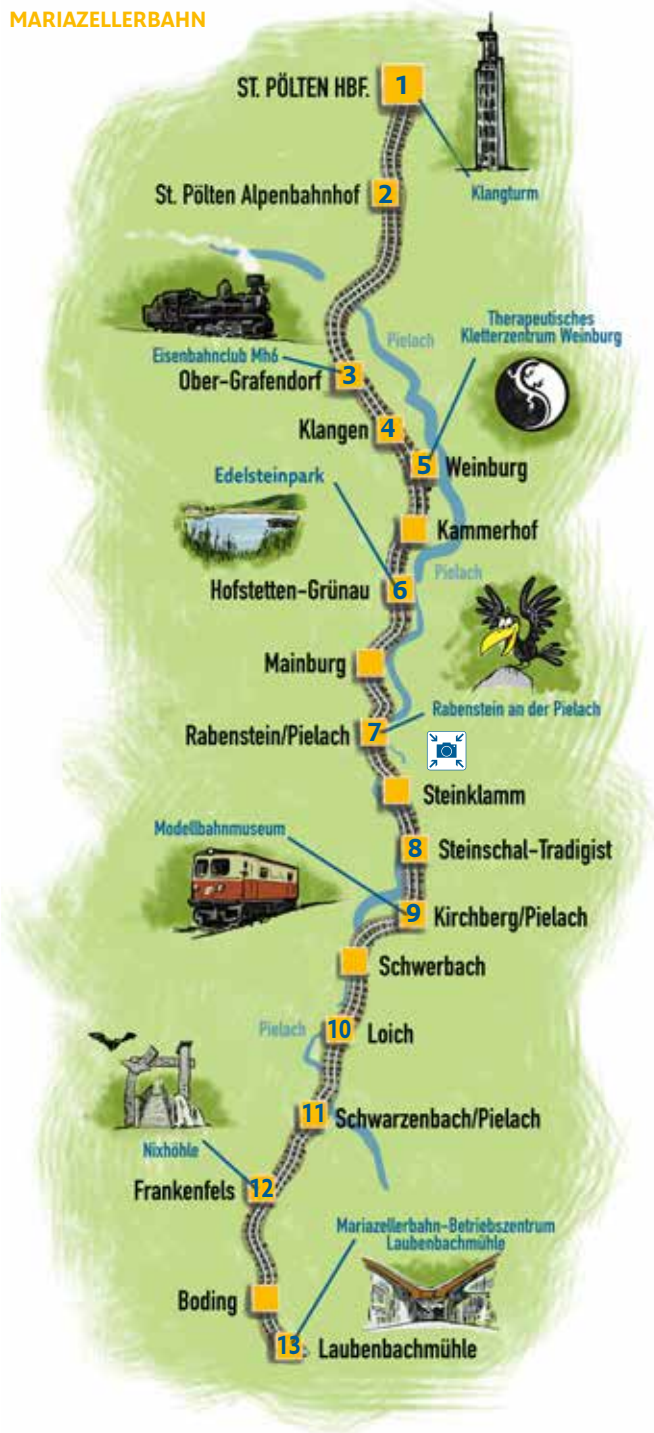 MARIAZELLERBAHN
ST. PÖLTEN HBF.
1
Klangturm
St. Pölten Alpenbahnhof
2
Pielach
Therapeutisches
Kletterzentrum Weinburg
Eisenbahnclub Mh6
Ober-Grafendorf
3
Klangen
4
5
Weinburg
Edelsteinpark
Kammerhof
Pielach
Hofstetten-Grünau
6
Mainburg
Rabenstein an der Pielach
Rabenstein/Pielach
7
Steinklamm
Modellbahnmuseum
8
Steinschal-Tradigist
9
Kirchberg/Pielach
Schwerbach
Pielach
10
Loich
11
Schwarzenbach/Pielach
Nixhöhle
Frankenfels
12
Mariazellerbahn-Betriebszentrum
Laubenbachmühle
Boding
13
Laubenbachmühle